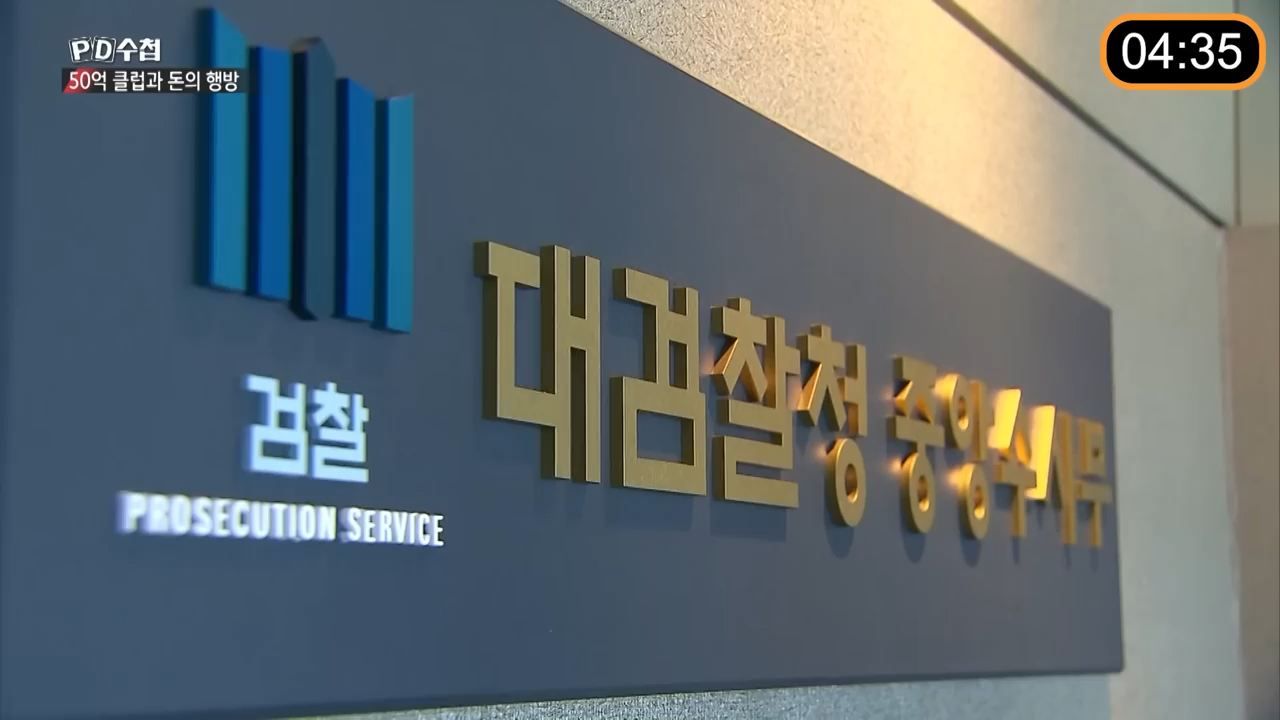 PD수첩
50억 클럽과 돈의 행방
04:35
대검찰청 중앙수사부
검찰
PROSECUTION SERVICE